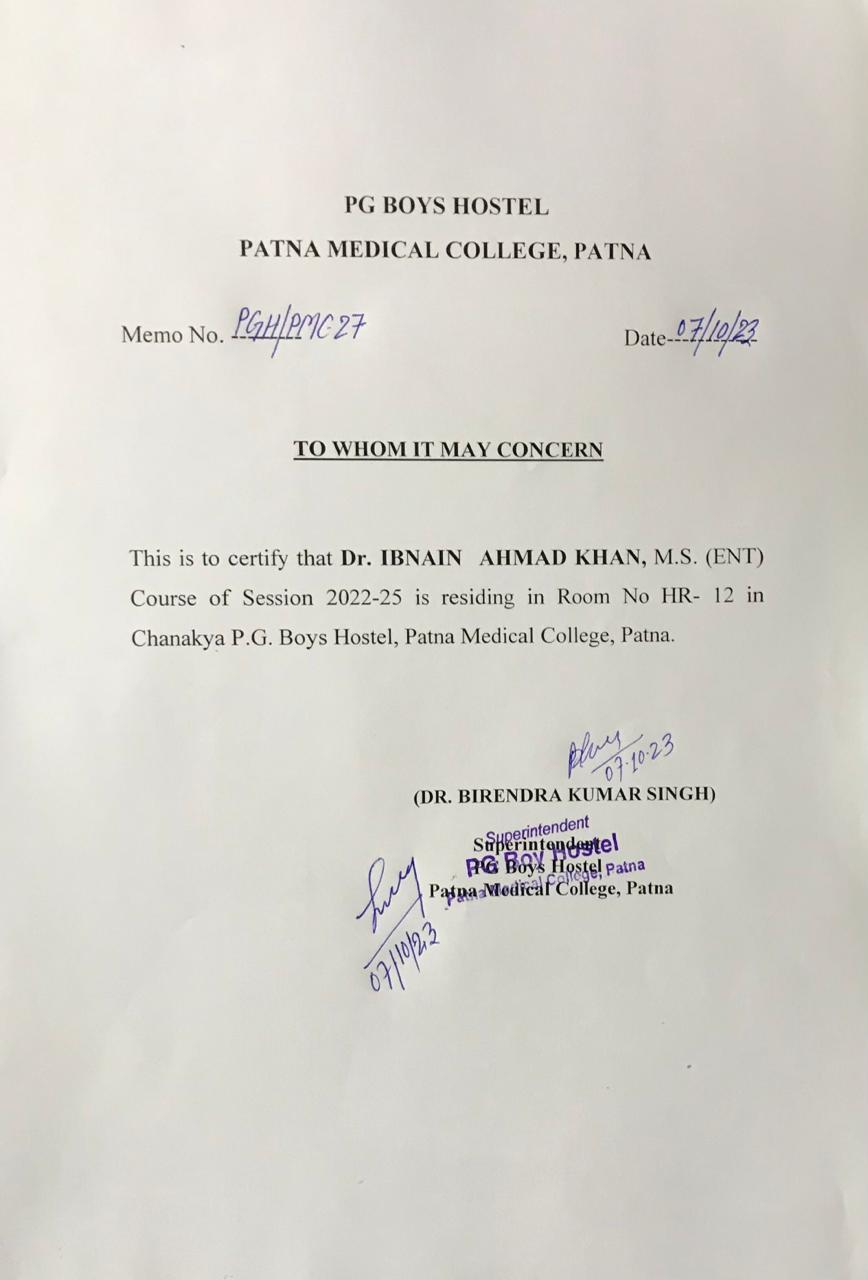 PG BOYS HOSTEL
PATNA MEDICAL COLLEGE, PATNA
Memo No. PGH/PMC-27
Date---07/10/23
TO WHOM IT MAY CONCERN
This is to certify that Dr. IBNAIN AHMAD KHAN, M.S. (ENT)
Course of Session 2022-25 is residing in Room No HR- 12 in
Chanakya P.G. Boys Hostel, Patna Medical College, Patna.
07.10.23
(DR. BIRENDRA KUMAR SINGH)
Superintendent
Superintendent
PG Boy Hostel
PG Boys Hostel
Patna Medical College, Patna
Patna Medical College, Patna
07/10/23